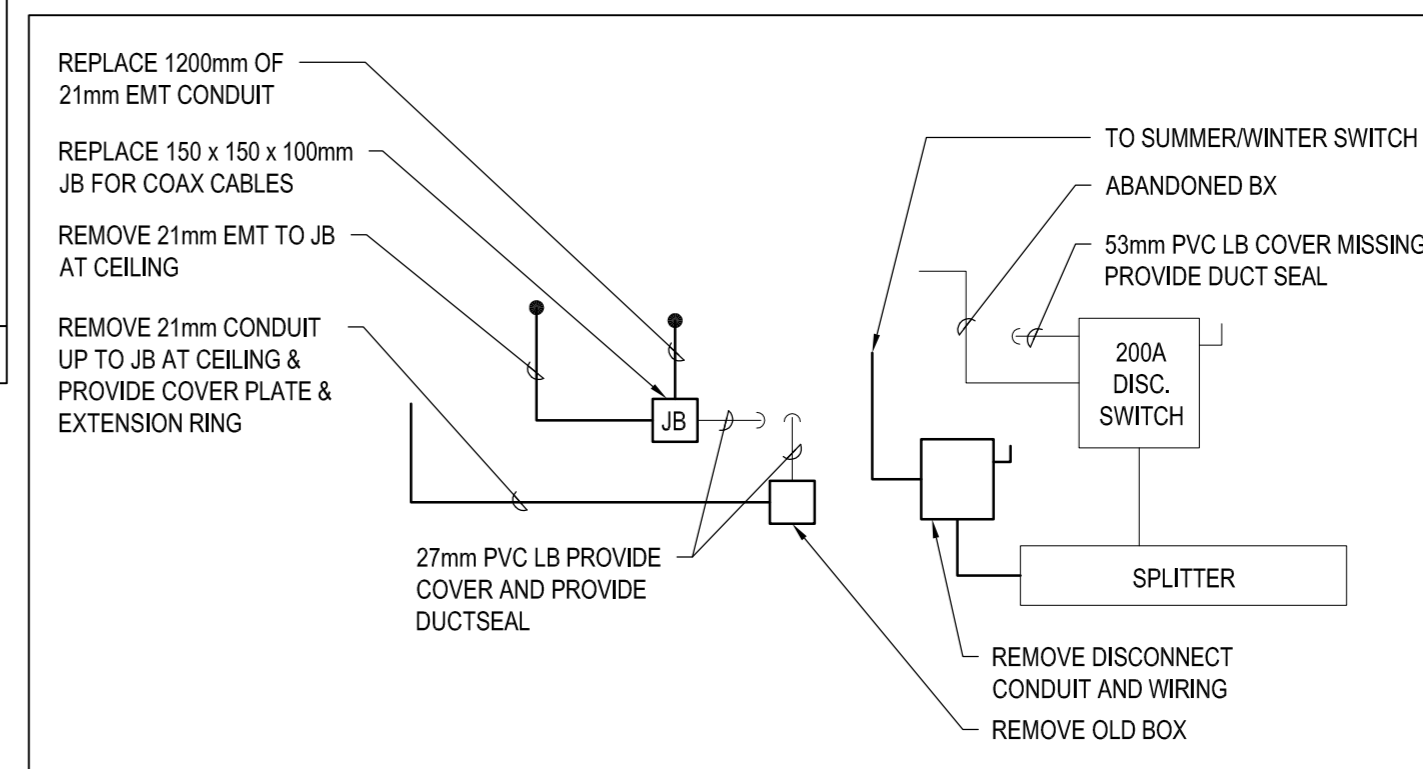 REPLACE 1200mm OF
21mm EMT CONDUIT
REPLACE 150 x 150 x 100mm
JB FOR COAX CABLES
REMOVE 21mm EMT TO JB
AT CEILING
REMOVE 21mm CONDUIT
UP TO JB AT CEILING &
PROVIDE COVER PLATE &
EXTENSION RING
JB
27mm PVC LB PROVIDE
COVER AND PROVIDE
DUCTSEAL
TO SUMMER/WINTER SWITCH
ABANDONED BX
53mm PVC LB COVER MISSING
PROVIDE DUCT SEAL
200A
DISC.
SWITCH
SPLITTER
REMOVE DISCONNECT
CONDUIT AND WIRING
REMOVE OLD BOX